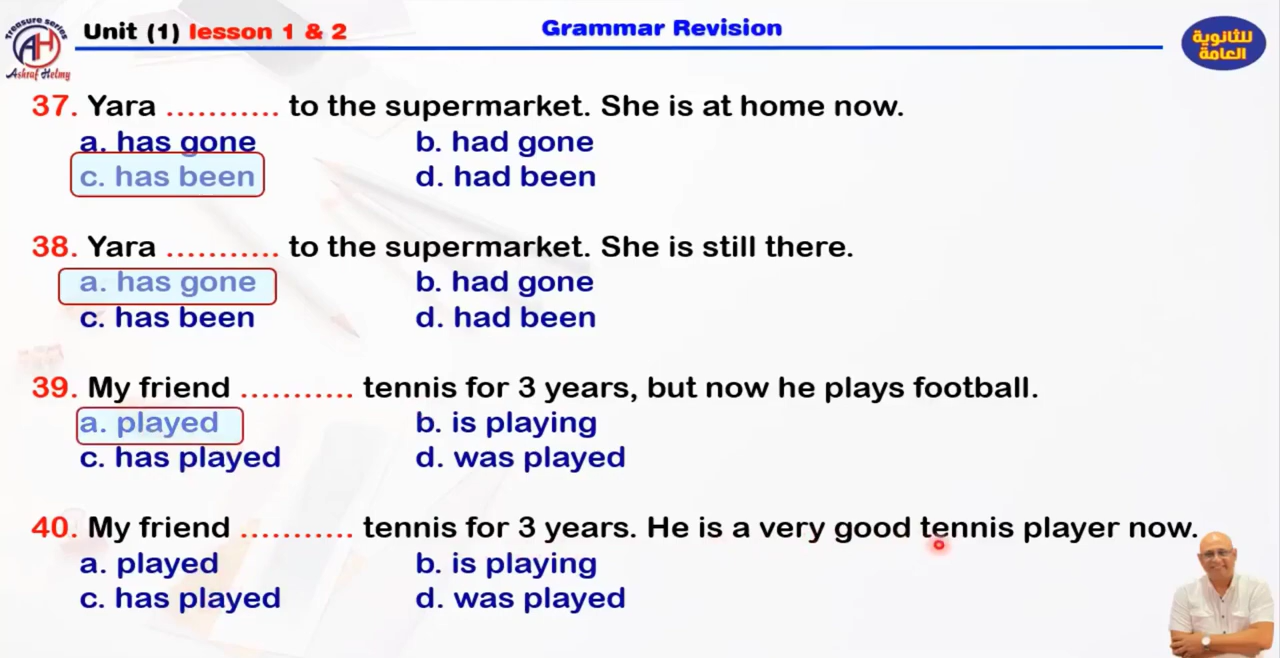 Treasure series
AH
Ashraf Helmy
Unit (1) lesson 1 & 2
Grammar Revision
للثانوية
العامة
37. Yara ........... to the supermarket. She is at home now.
a. has gone b. had gone
c. has been d. had been
38. Yara ........... to the supermarket. She is still there.
a. has gone b. had gone
c. has been d. had been
39. My friend ........... tennis for 3 years, but now he plays football.
a. played b. is playing
c. has played d. was played
40. My friend ........... tennis for 3 years. He is a very good tennis player now.
a. played b. is playing
c. has played d. was played